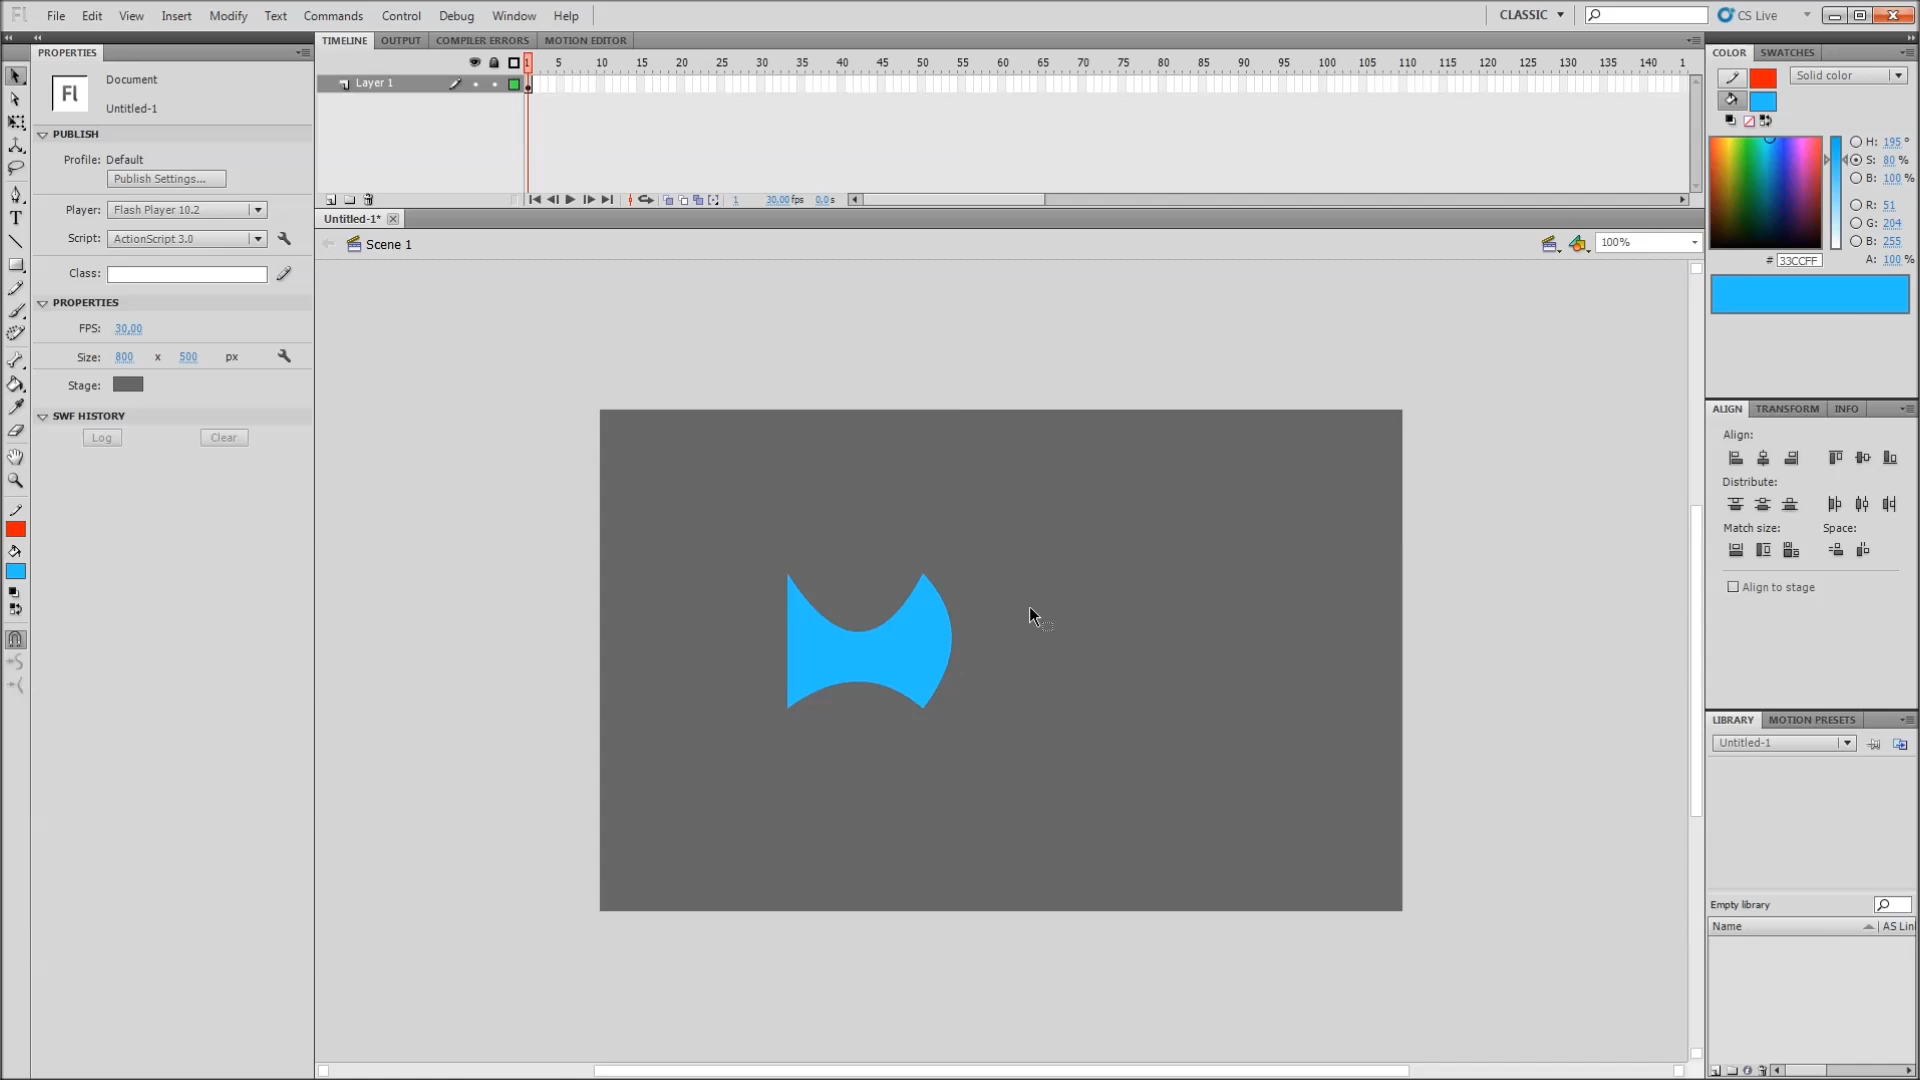 Fl File Edit View Insert Modify Text Commands Control Debug Window Help CLASSIC CS Live
PROPERTIES
Fl
Document
Untitled-1
PUBLISH
Profile: Default
Publish Settings...
Player: Flash Player 10.2
Script: ActionScript 3.0
Class:
PROPERTIES
FPS: 30,00
Size: 800 x 500 px
Stage:
SWF HISTORY
Log Clear
T
TIMELINE OUTPUT COMPILER ERRORS MOTION EDITOR
1 5 10 15 20 25 30 35 40 45 50 55 60 65 70 75 80 85 90 95 100 105 110 115 120 125 130 135 140 1
Layer 1
1 30.00 fps 0.0 s
Untitled-1*
Scene 1
100%
COLOR SWATCHES
Solid color
H: 195 °
S: 80 %
B: 100 %
R: 51
G: 204
B: 255
# 33CCFF A: 100 %
ALIGN TRANSFORM INFO
Align:
Distribute:
Match size: Space:
Align to stage
LIBRARY MOTION PRESETS
Untitled-1
Empty library
Name AS Lin